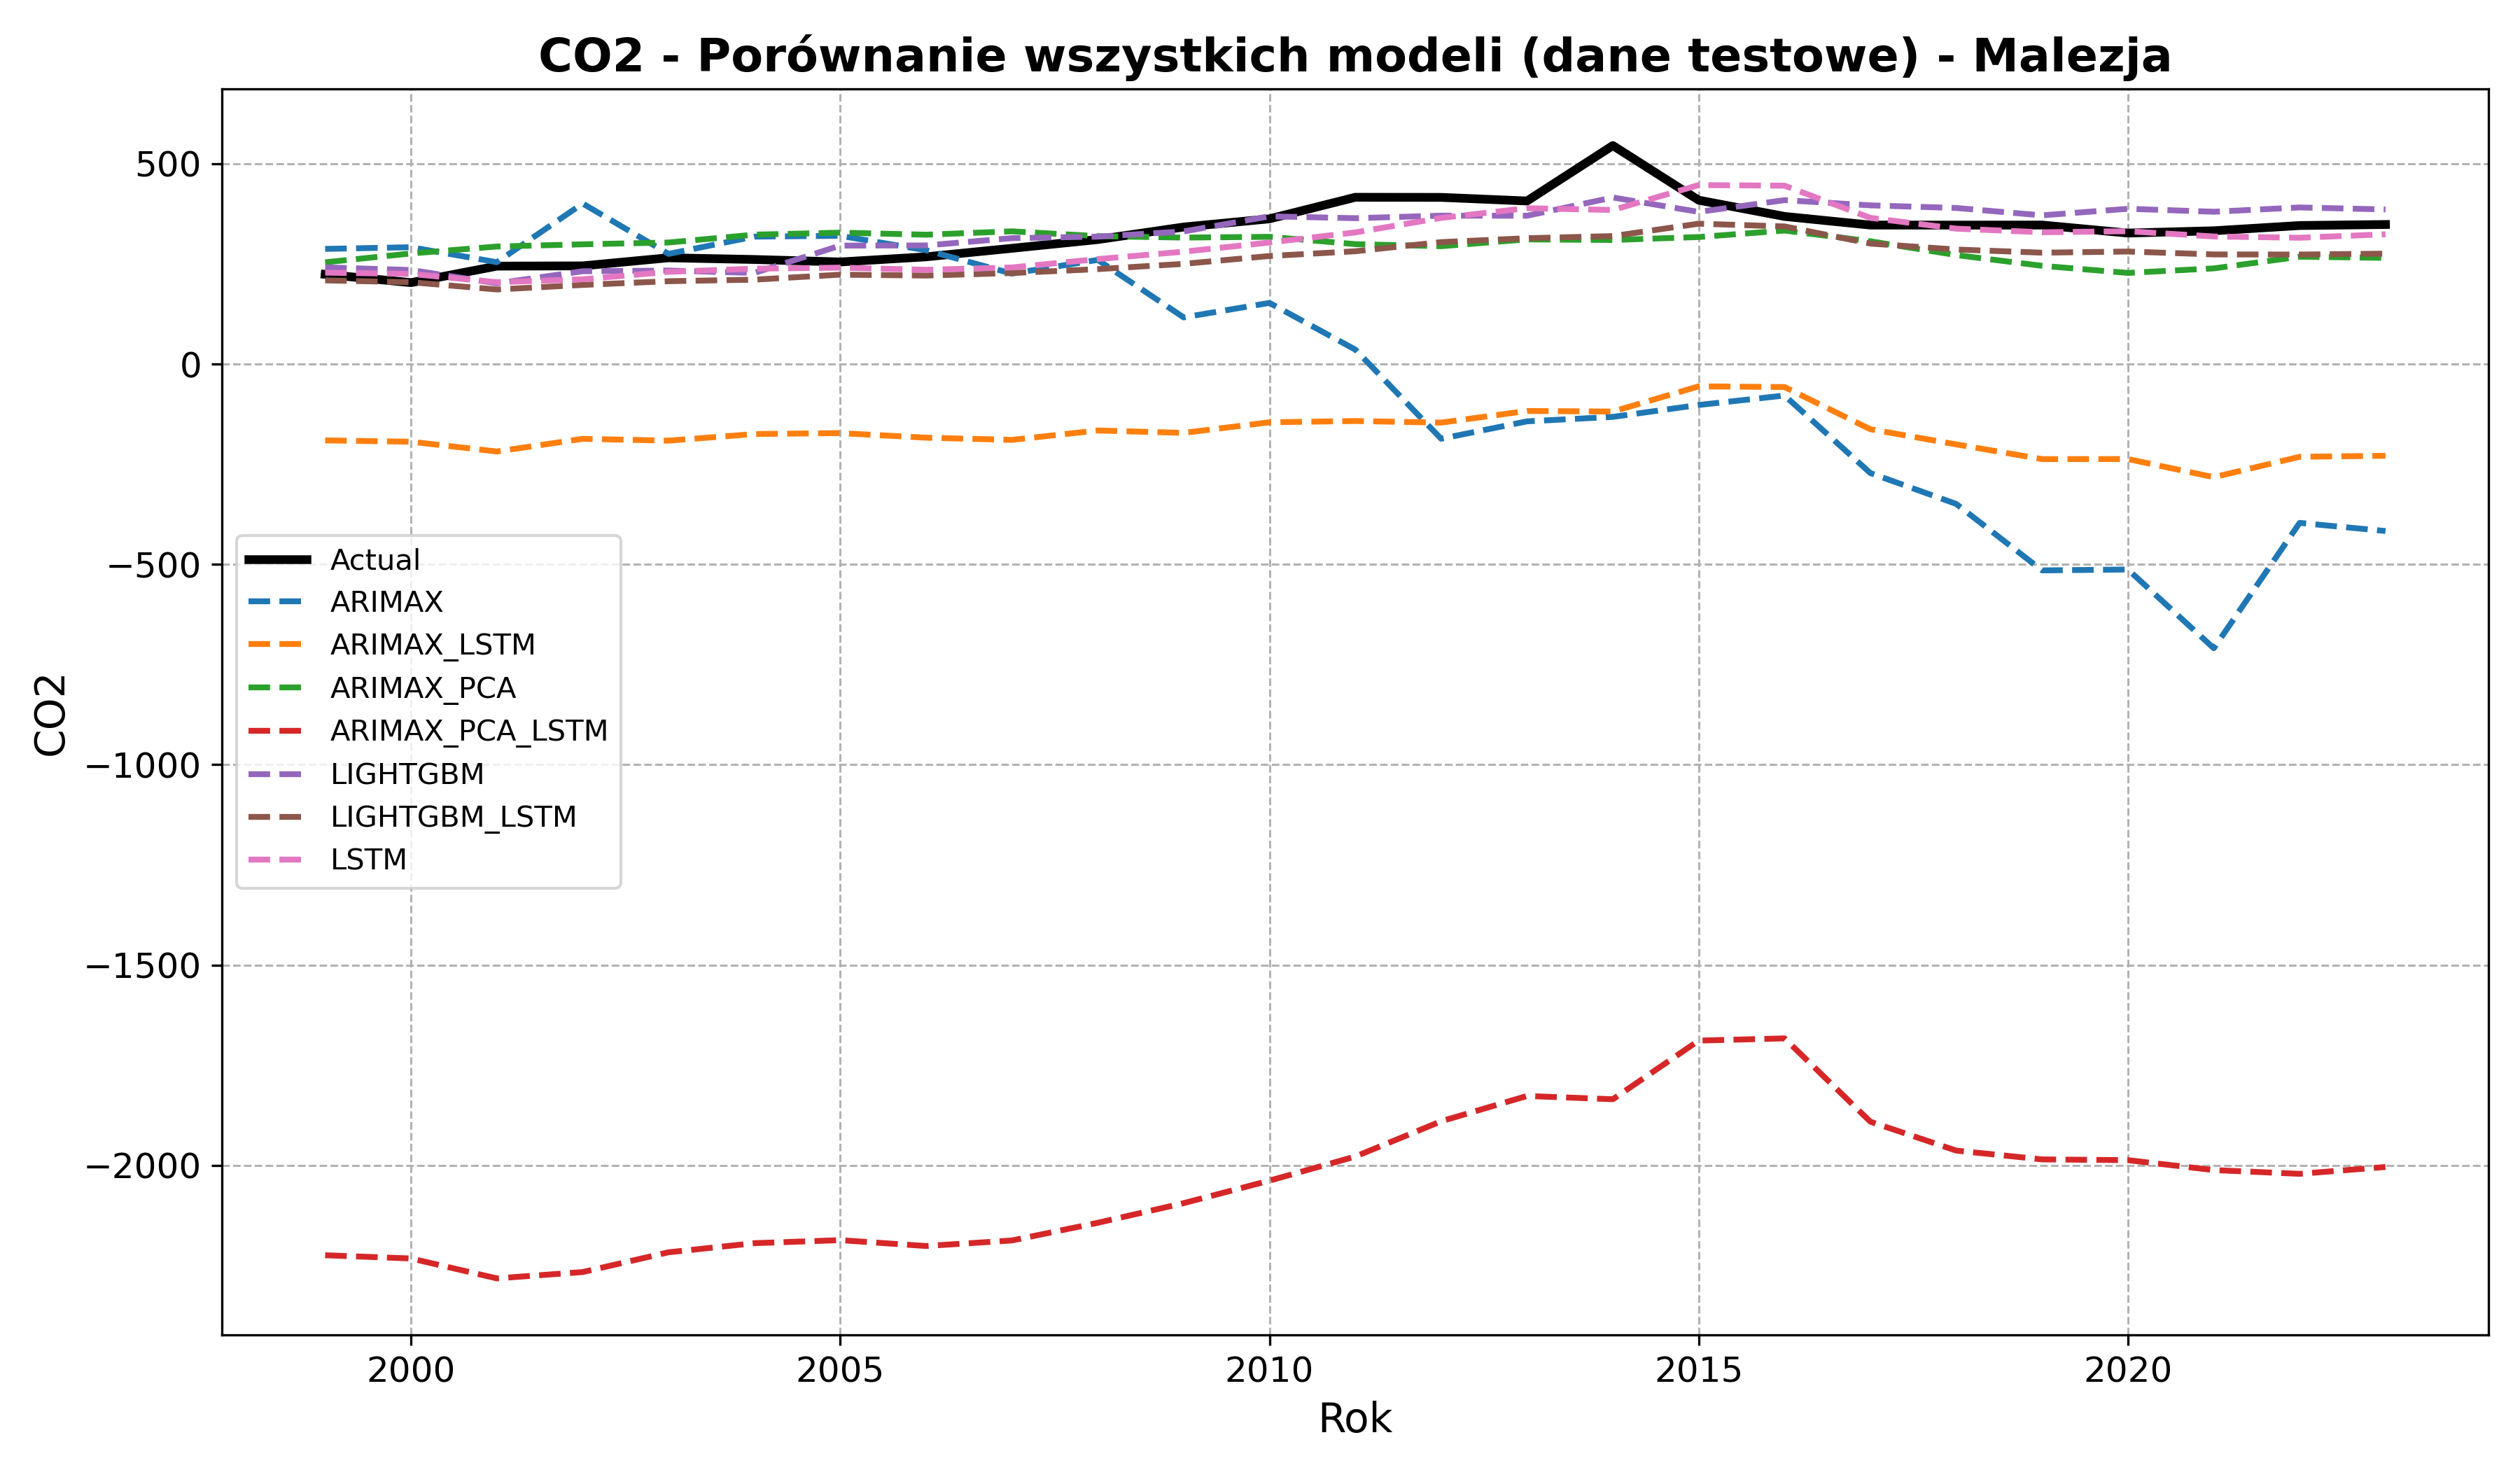 CO2 - Porównanie wszystkich modeli (dane testowe) - Malezja
500
0
−500
−1000
−1500
−2000
CO2
Actual
ARIMAX
ARIMAX_LSTM
ARIMAX_PCA
ARIMAX_PCA_LSTM
LIGHTGBM
LIGHTGBM_LSTM
LSTM
2000 2005 2010 2015 2020
Rok